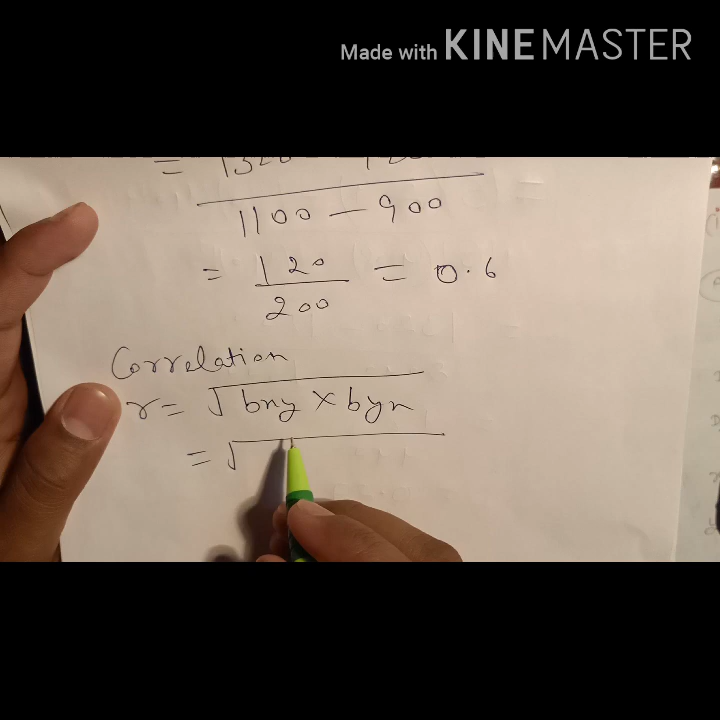 Made with KINEMASTER
=
1100 - 900
= 120 / 200 = 0.6
Correlation
r = √bxy × byx
= √